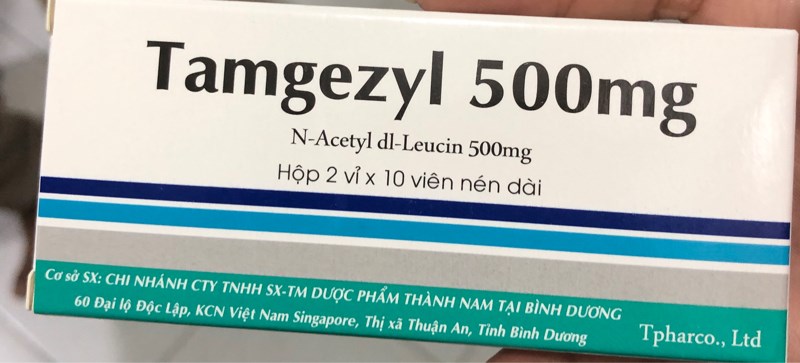 Tamgezyl 500mg
N-Acetyl dl-Leucin 500mg
Hộp 2 vỉ x 10 viên nén dài
Cơ sở SX: CHI NHÁNH CTY TNHH SX-TM DƯỢC PHẨM THÀNH NAM TẠI BÌNH DƯƠNG
60 Đại lộ Độc Lập, KCN Việt Nam Singapore, Thị xã Thuận An, Tỉnh Bình Dương
Tpharco., Ltd